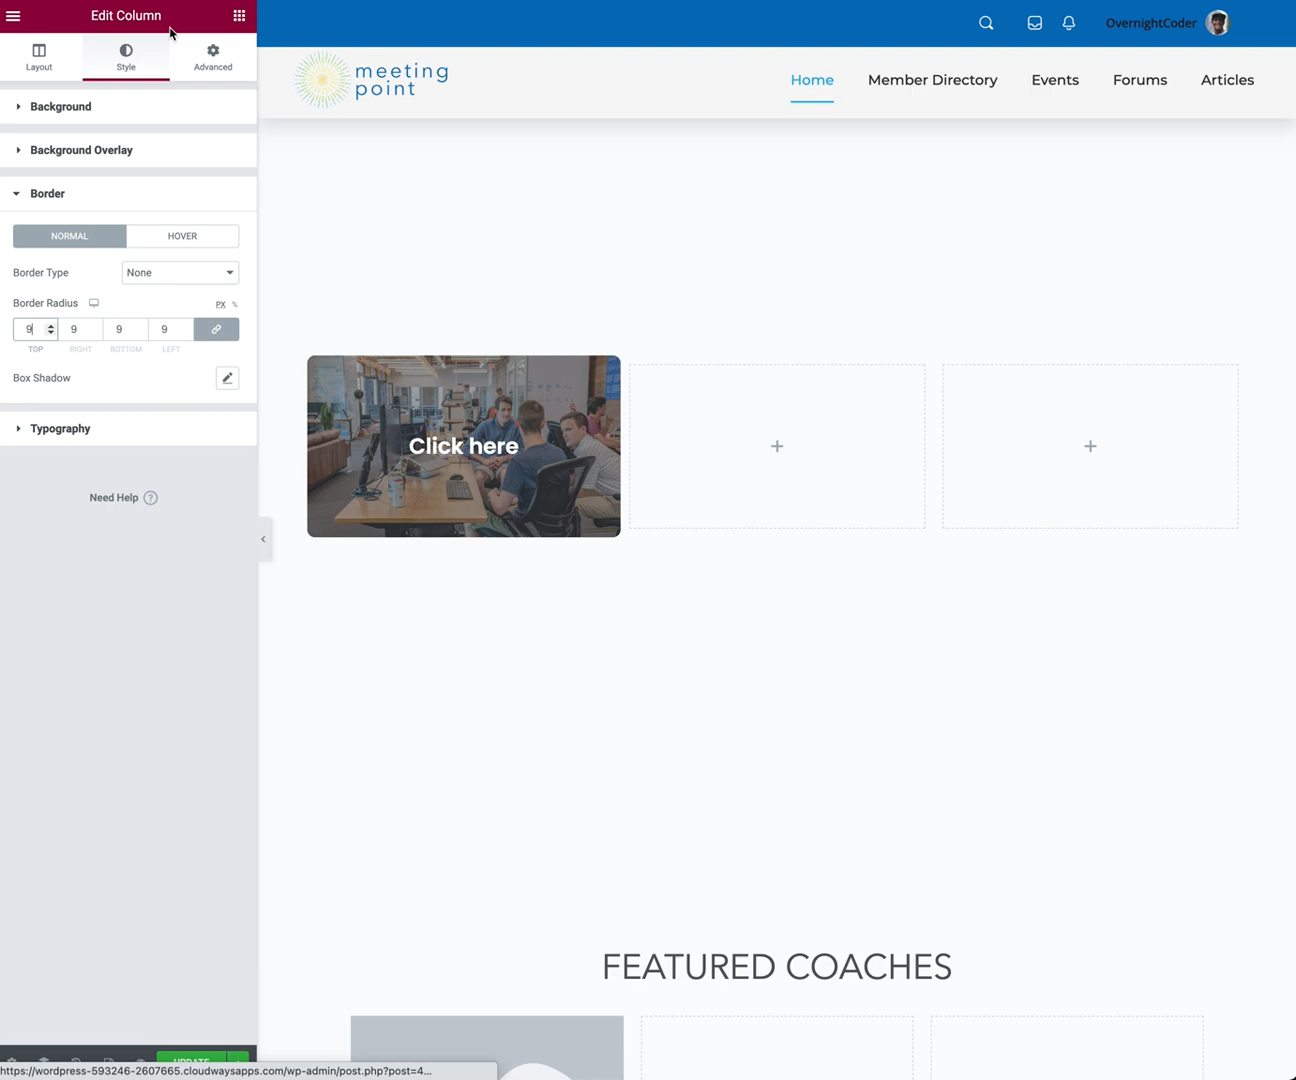 Edit Column
Layout
Style
Advanced
Background
Background Overlay
Border
NORMAL
HOVER
Border Type
None
Border Radius
PX %
9 9 9 9
TOP RIGHT BOTTOM LEFT
Box Shadow
Typography
Need Help ?
UPDATE
https://wordpress-593246-2607665.cloudwaysapps.com/wp-admin/post.php?post=4...
OvernightCoder
meeting
point
Home Member Directory Events Forums Articles
Click here
+ +
FEATURED COACHES